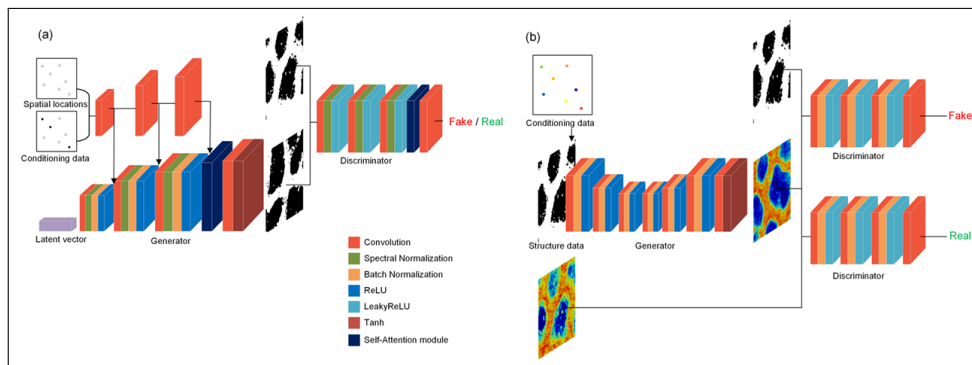 (a)
Spatial locations
Conditioning data
Latent vector
Generator
Discriminator
Fake / Real
Convolution
Spectral Normalization
Batch Normalization
ReLU
LeakyReLU
Tanh
Self-Attention module
(b)
Conditioning data
Structure data
Generator
Discriminator
Fake
Discriminator
Real